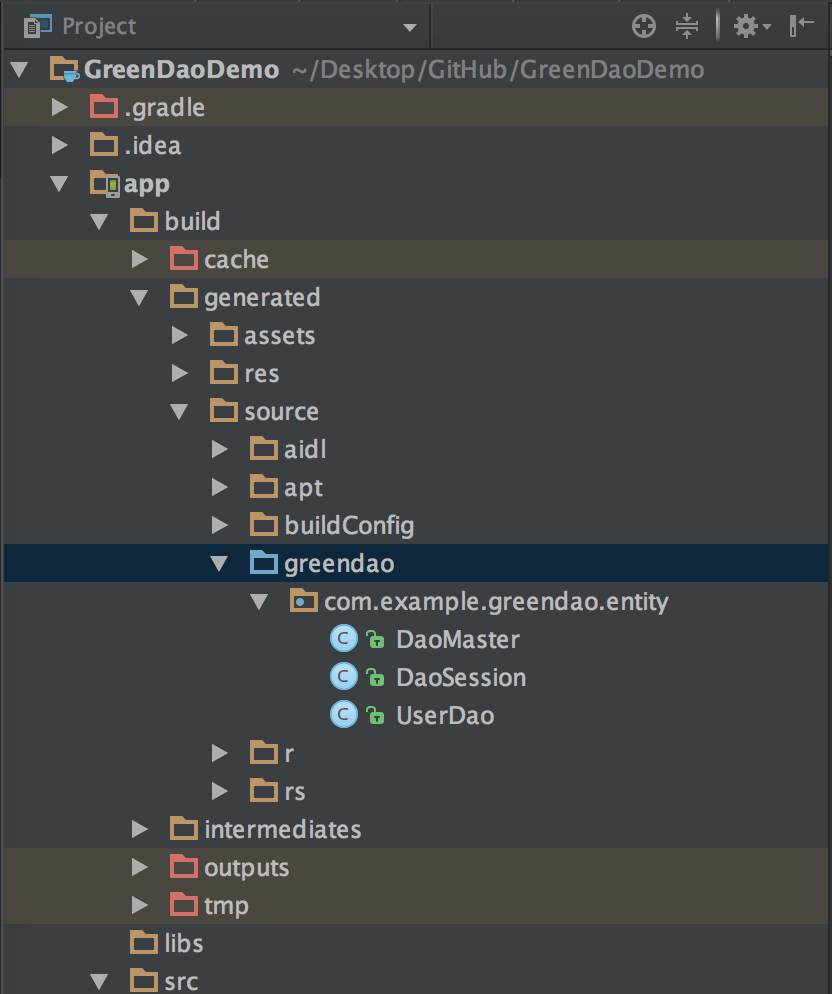 Project
GreenDaoDemo ~/Desktop/GitHub/GreenDaoDemo
.gradle
.idea
app
build
cache
generated
assets
res
source
aidl
apt
buildConfig
greendao
com.example.greendao.entity
C DaoMaster
C DaoSession
C UserDao
r
rs
intermediates
outputs
tmp
libs
src